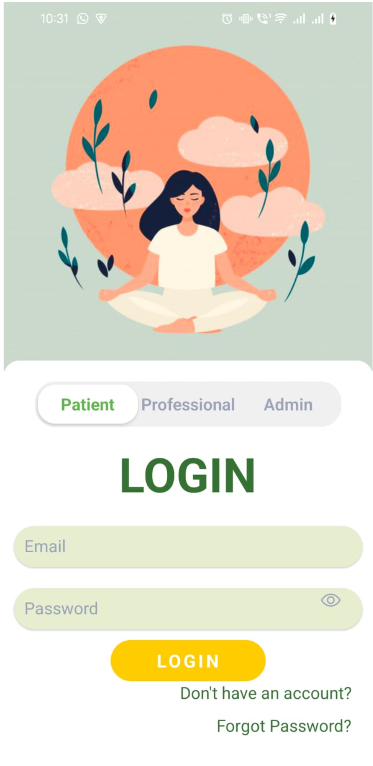 10:31
Patient Professional Admin
LOGIN
Email
Password
LOGIN
Don't have an account?
Forgot Password?